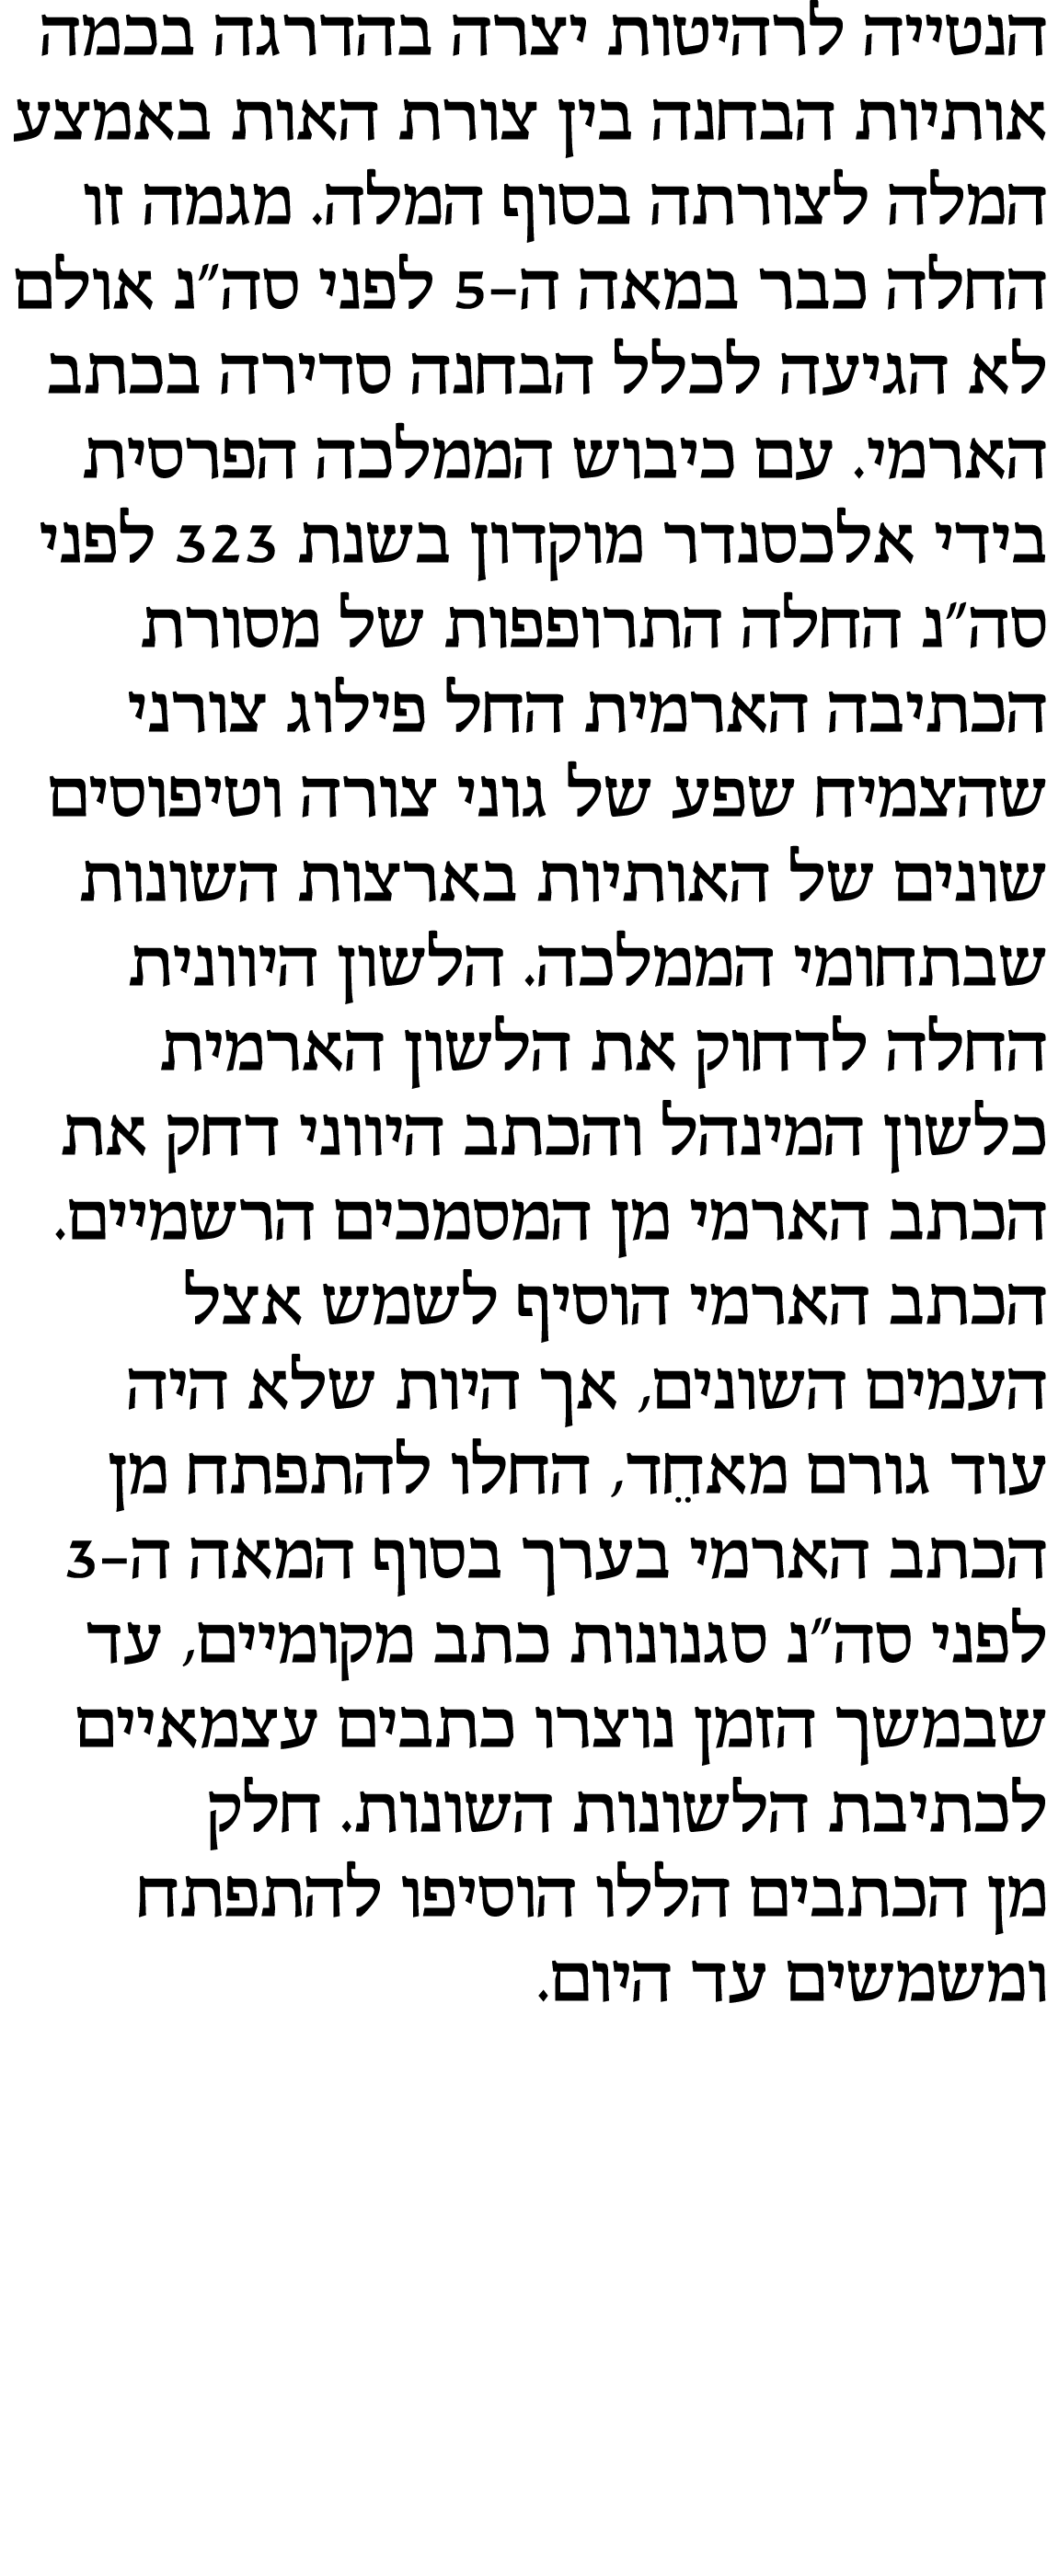 הנטייה לרהיטות יצרה בהדרגה בכמה
אותיות הבחנה בין צורת האות באמצע
המלה לצורתה בסוף המלה. מגמה זו
החלה כבר במאה ה–5 לפני סה״נ אולם
לא הגיעה לכלל הבחנה סדירה בכתב
הארמי. עם כיבוש הממלכה הפרסית
בידי אלכסנדר מוקדון בשנת 323 לפני
סה״נ החלה התרופפות של מסורת
הכתיבה הארמית החל פילוג צורני
שהצמיח שפע של גוני צורה וטיפוסים
שונים של האותיות בארצות השונות
שבתחומי הממלכה. הלשון היוונית
החלה לדחוק את הלשון הארמית
כלשון המינהל והכתב היווני דחק את
הכתב הארמי מן המסמכים הרשמיים.
הכתב הארמי הוסיף לשמש אצל
העמים השונים, אך היות שלא היה
עוד גורם מאחֵד, החלו להתפתח מן
הכתב הארמי בערך בסוף המאה ה–3
לפני סה״נ סגנונות כתב מקומיים, עד
שבמשך הזמן נוצרו כתבים עצמאיים
לכתיבת הלשונות השונות. חלק
מן הכתבים הללו הוסיפו להתפתח
ומשמשים עד היום.